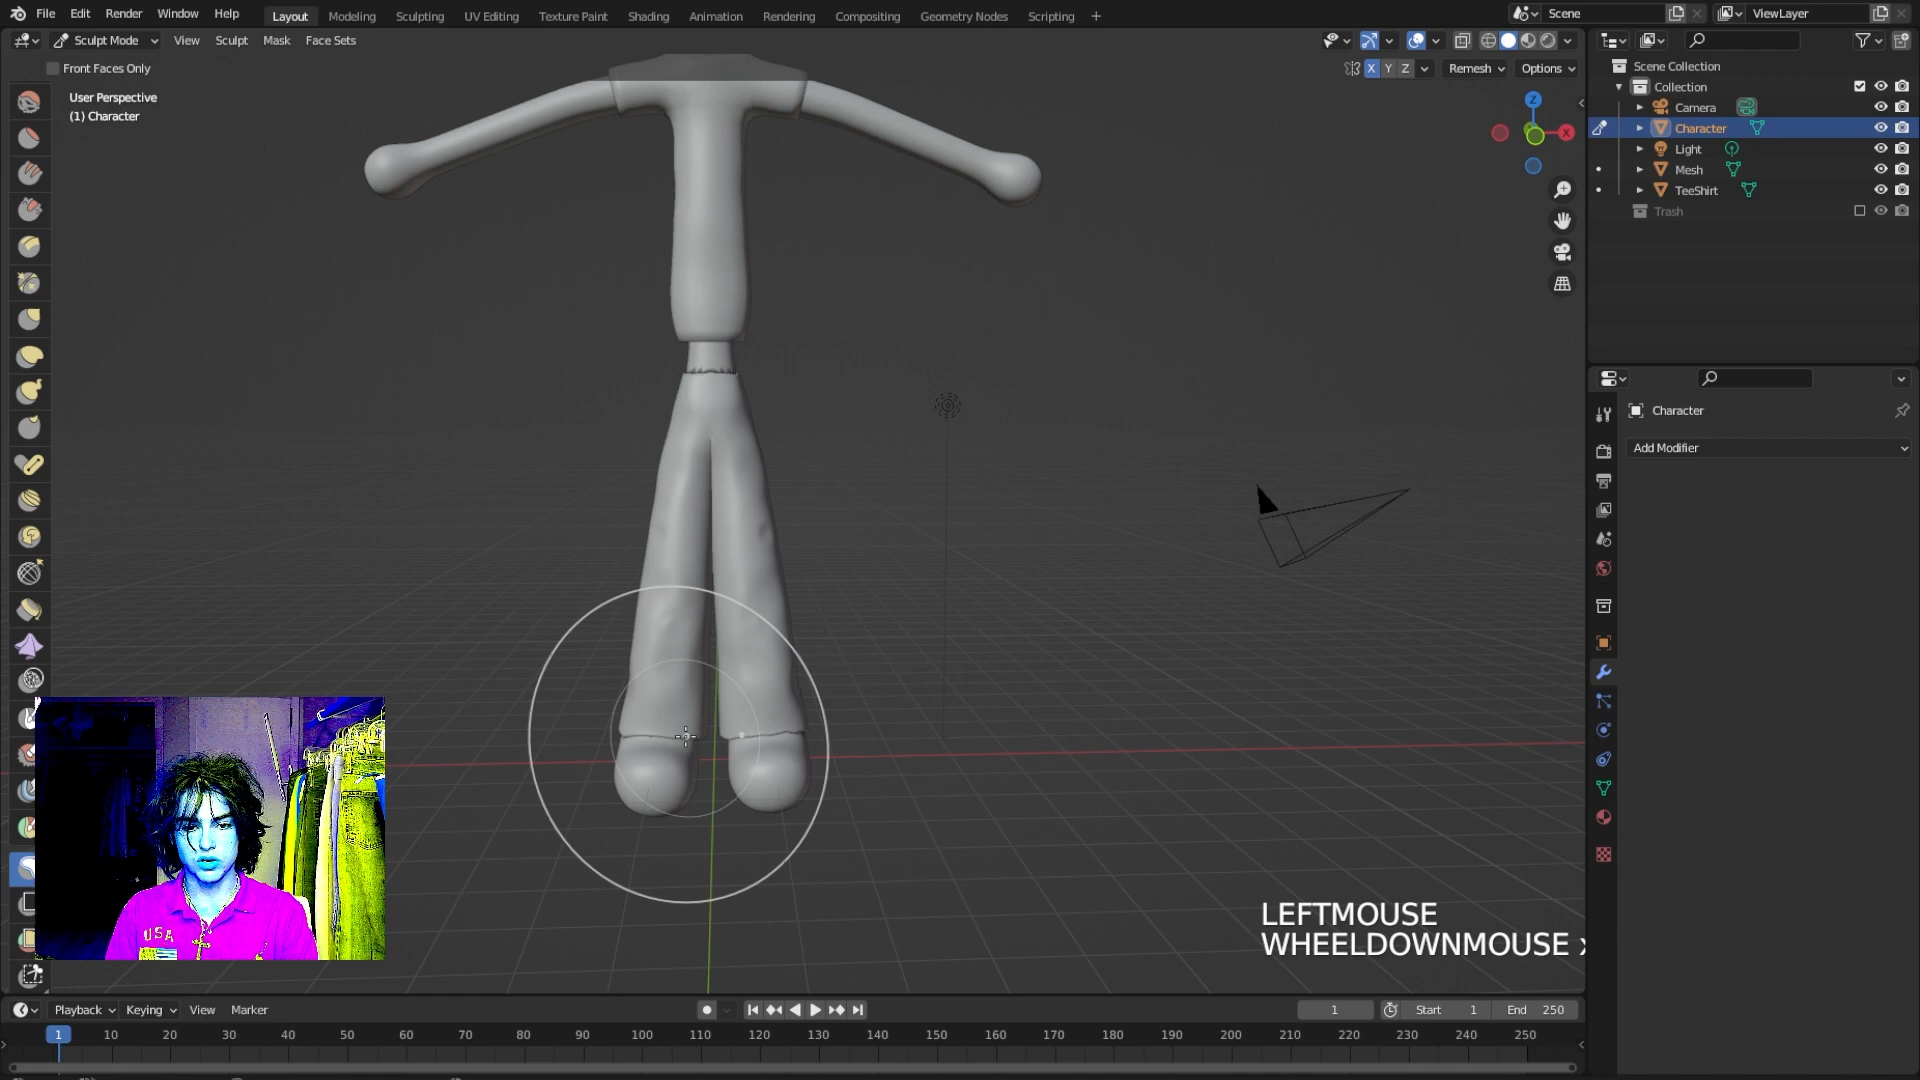 File Edit Render Window Help Layout Modeling Sculpting UV Editing Texture Paint Shading Animation Rendering Compositing Geometry Nodes Scripting + Scene ViewLayer
Sculpt Mode View Sculpt Mask Face Sets
Front Faces Only X Y Z Remesh Options
User Perspective
(1) Character
Z
X
Scene Collection
Collection
Camera
Character
Light
Mesh
TeeShirt
Trash
Character
Add Modifier
USA
LEFTMOUSE
WHEELDOWNMOUSE x
Playback Keying View Marker 1 Start 1 End 250
1 10 20 30 40 50 60 70 80 90 100 110 120 130 140 150 160 170 180 190 200 210 220 230 240 250